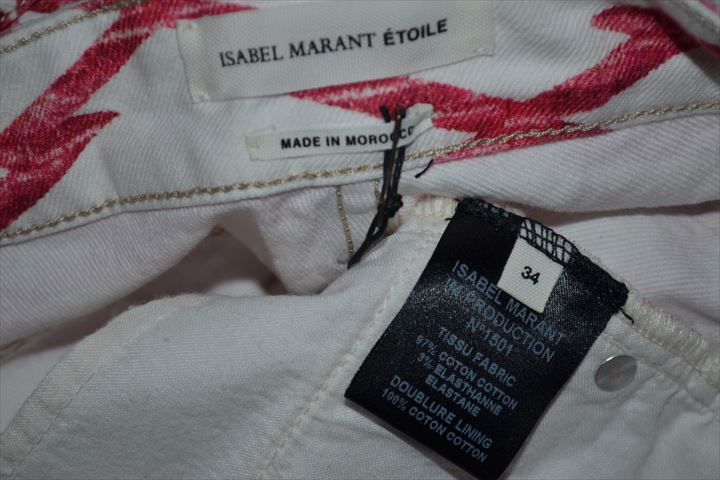 ISABEL MARANT ÉTOILE
MADE IN MOROCCO
34
ISABEL MARANT
IM PRODUCTION
N°1501
TISSU FABRIC
97% COTON COTTON
3% ELASTHANNE
ELASTANE
DOUBLURE LINING
100% COTON COTTON